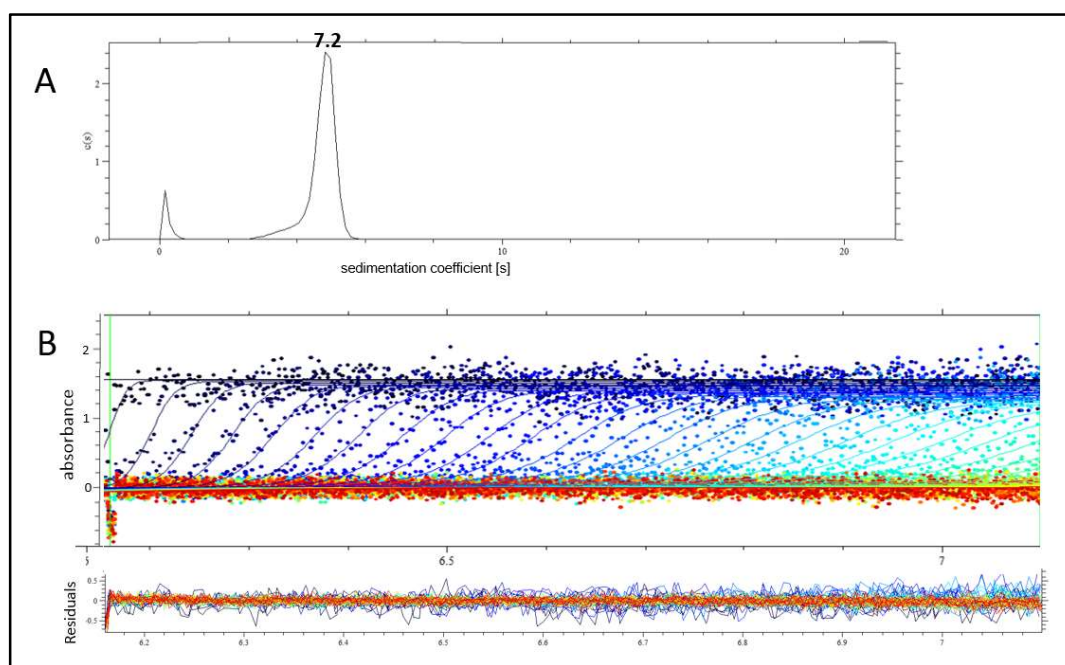 7.2
A
2
1
0
c(s)
0 10 20
sedimentation coefficient [s]
B
2
1
0
absorbance
6.5 7
0.5
0.
-0.5
Residuals
6.2 6.3 6.4 6.5 6.6 6.7 6.8 6.9 7